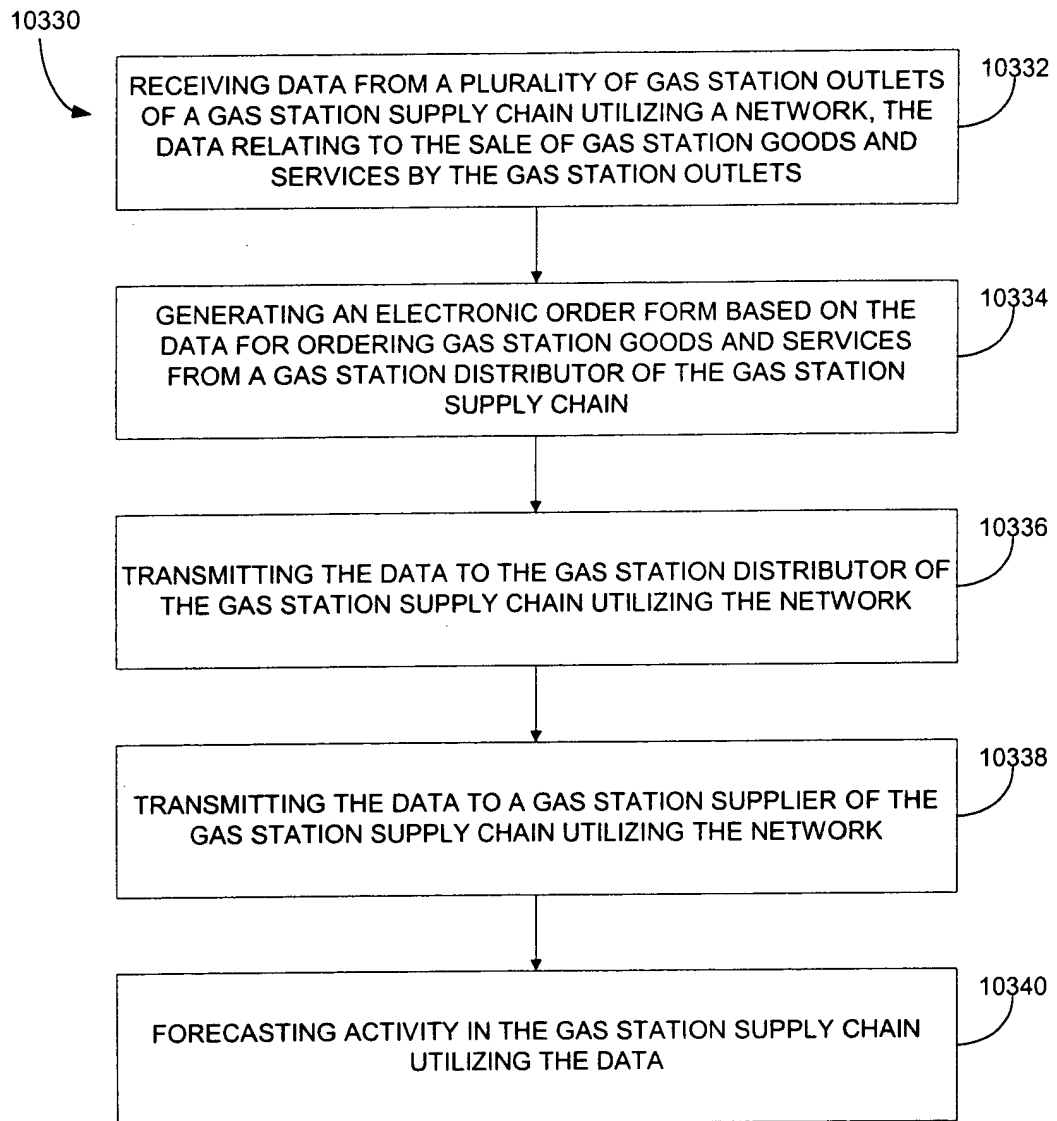 10330
10332
RECEIVING DATA FROM A PLURALITY OF GAS STATION OUTLETS
OF A GAS STATION SUPPLY CHAIN UTILIZING A NETWORK, THE
DATA RELATING TO THE SALE OF GAS STATION GOODS AND
SERVICES BY THE GAS STATION OUTLETS
10334
GENERATING AN ELECTRONIC ORDER FORM BASED ON THE
DATA FOR ORDERING GAS STATION GOODS AND SERVICES
FROM A GAS STATION DISTRIBUTOR OF THE GAS STATION
SUPPLY CHAIN
10336
TRANSMITTING THE DATA TO THE GAS STATION DISTRIBUTOR OF
THE GAS STATION SUPPLY CHAIN UTILIZING THE NETWORK
10338
TRANSMITTING THE DATA TO A GAS STATION SUPPLIER OF THE
GAS STATION SUPPLY CHAIN UTILIZING THE NETWORK
10340
FORECASTING ACTIVITY IN THE GAS STATION SUPPLY CHAIN
UTILIZING THE DATA